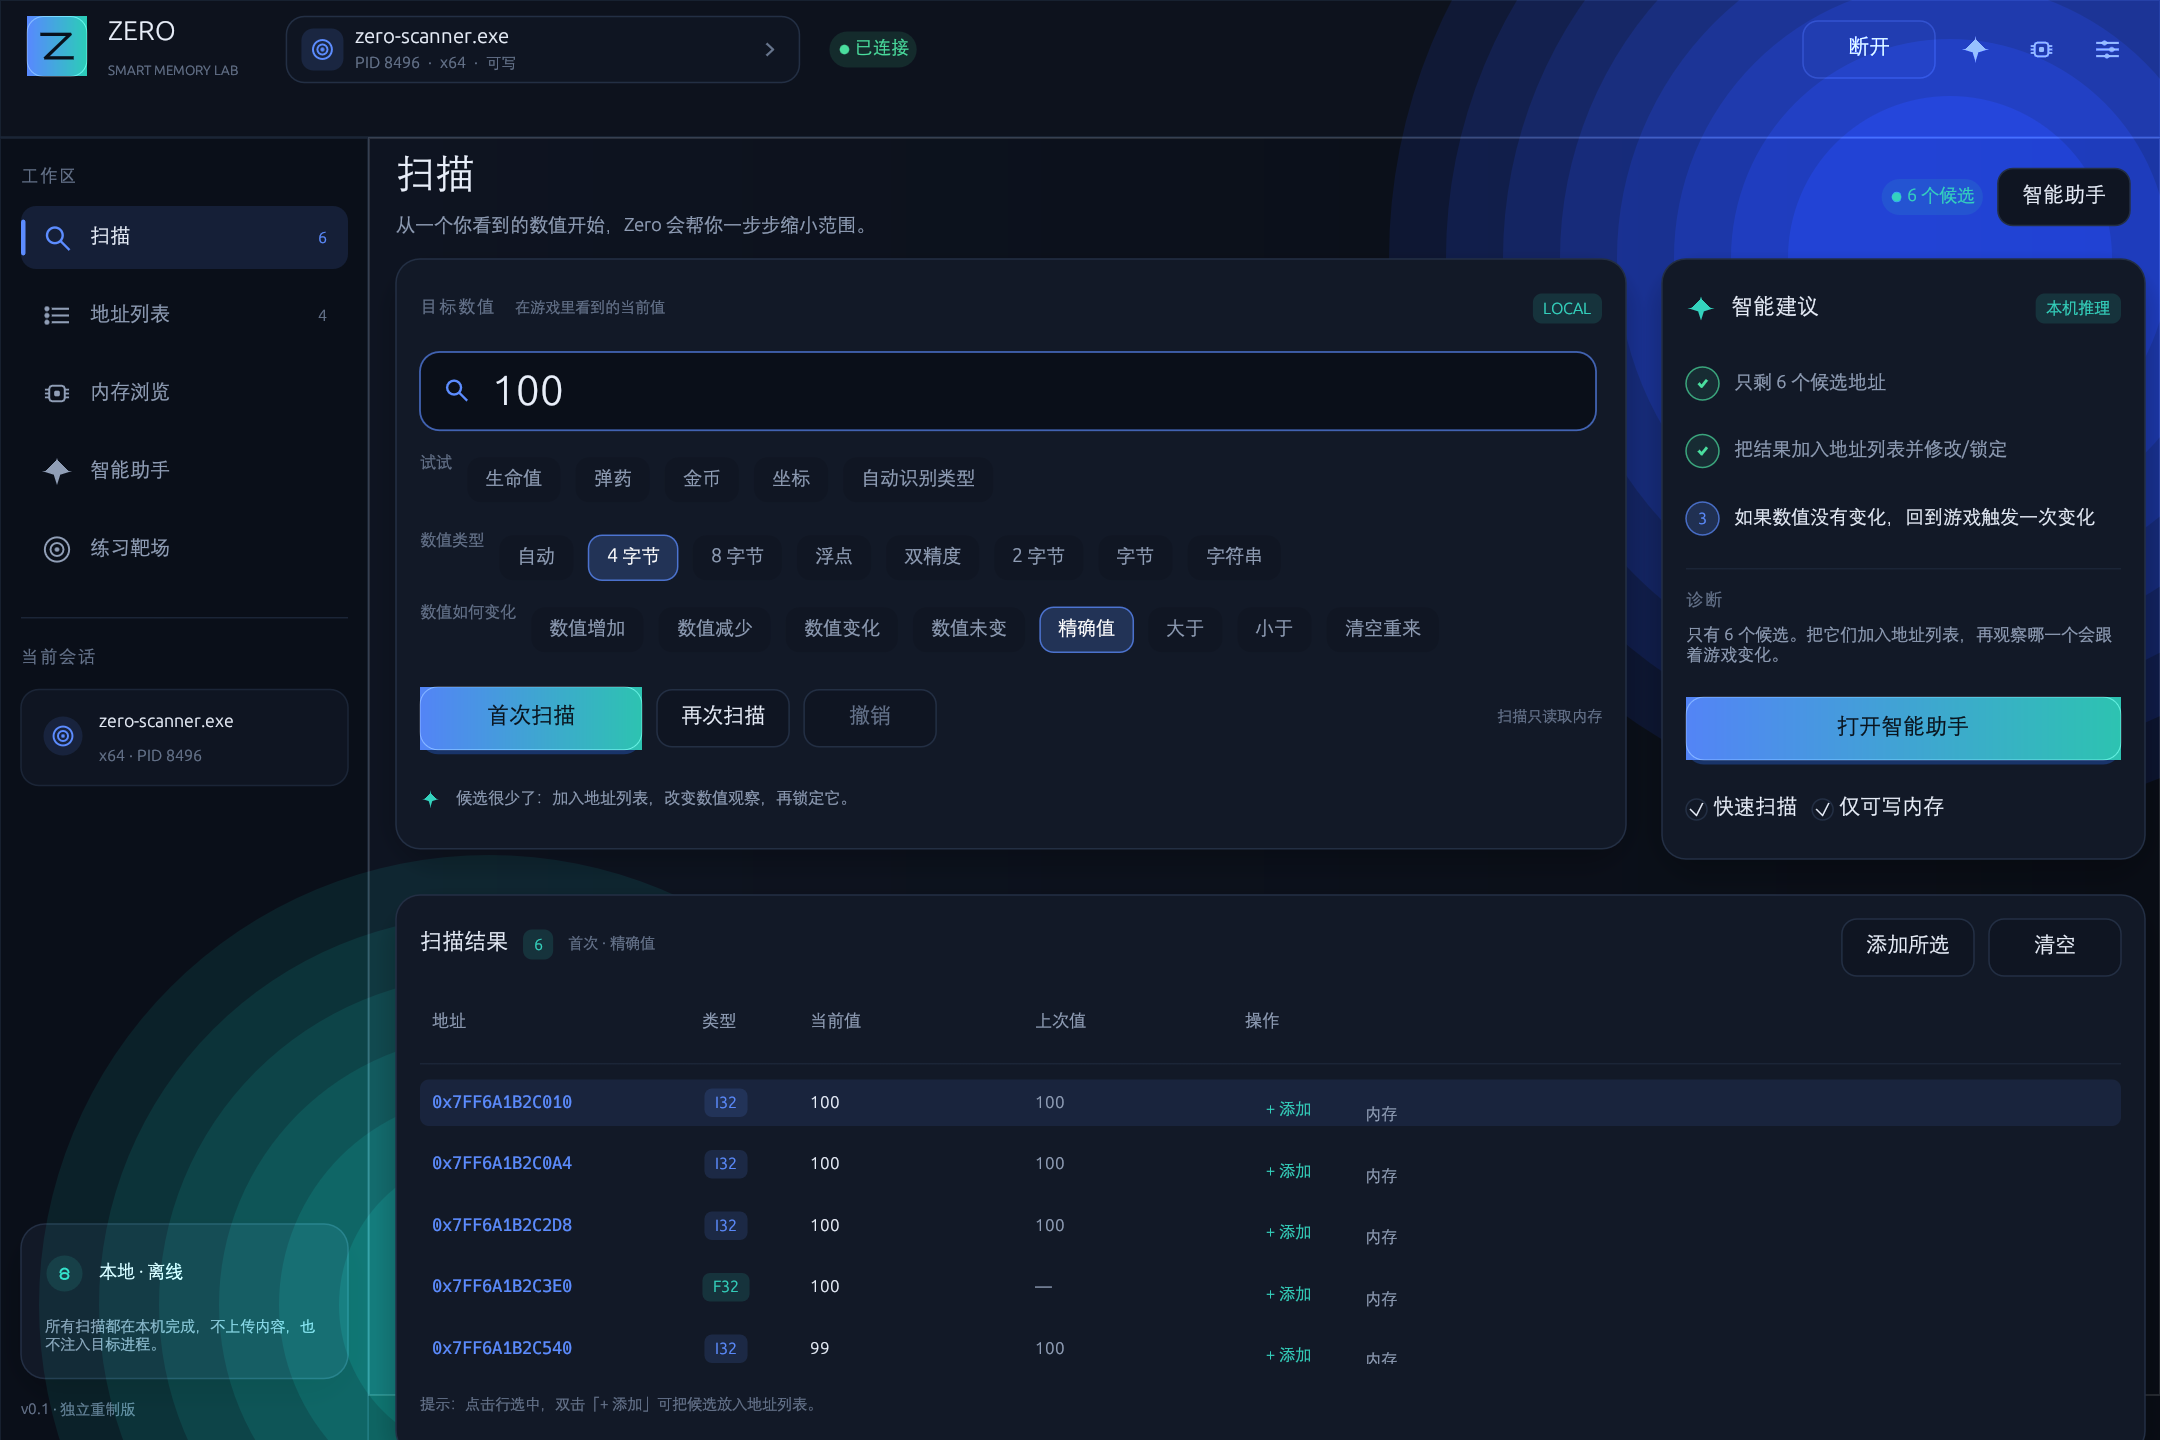 Z
ZERO
SMART MEMORY LAB
zero-scanner.exe
PID 8496 · x64 · 可写
已连接
断开
工作区
扫描 6
地址列表 4
内存浏览
智能助手
练习靶场
当前会话
zero-scanner.exe
x64 · PID 8496
本地 · 离线
所有扫描都在本机完成，不上传内容，也
不注入目标进程。
v0.1 · 独立重制版
扫描
从一个你看到的数值开始，Zero 会帮你一步步缩小范围。
6 个候选
智能助手
目标数值 在游戏里看到的当前值 LOCAL
100
试试 生命值 弹药 金币 坐标 自动识别类型
数值类型 自动 4 字节 8 字节 浮点 双精度 2 字节 字节 字符串
数值如何变化 数值增加 数值减少 数值变化 数值未变 精确值 大于 小于 清空重来
首次扫描 再次扫描 撤销 扫描只读取内存
候选很少了：加入地址列表，改变数值观察，再锁定它。
智能建议 本机推理
只剩 6 个候选地址
把结果加入地址列表并修改/锁定
3 如果数值没有变化，回到游戏触发一次变化
诊断
只有 6 个候选。把它们加入地址列表，再观察哪一个会跟
着游戏变化。
打开智能助手
快速扫描 仅可写内存
扫描结果 6 首次 · 精确值 添加所选 清空
地址 类型 当前值 上次值 操作
0x7FF6A1B2C010 I32 100 100 + 添加 内存
0x7FF6A1B2C0A4 I32 100 100 + 添加 内存
0x7FF6A1B2C2D8 I32 100 100 + 添加 内存
0x7FF6A1B2C3E0 F32 100 — + 添加 内存
0x7FF6A1B2C540 I32 99 100 + 添加 内存
提示：点击行选中，双击「+ 添加」可把候选放入地址列表。